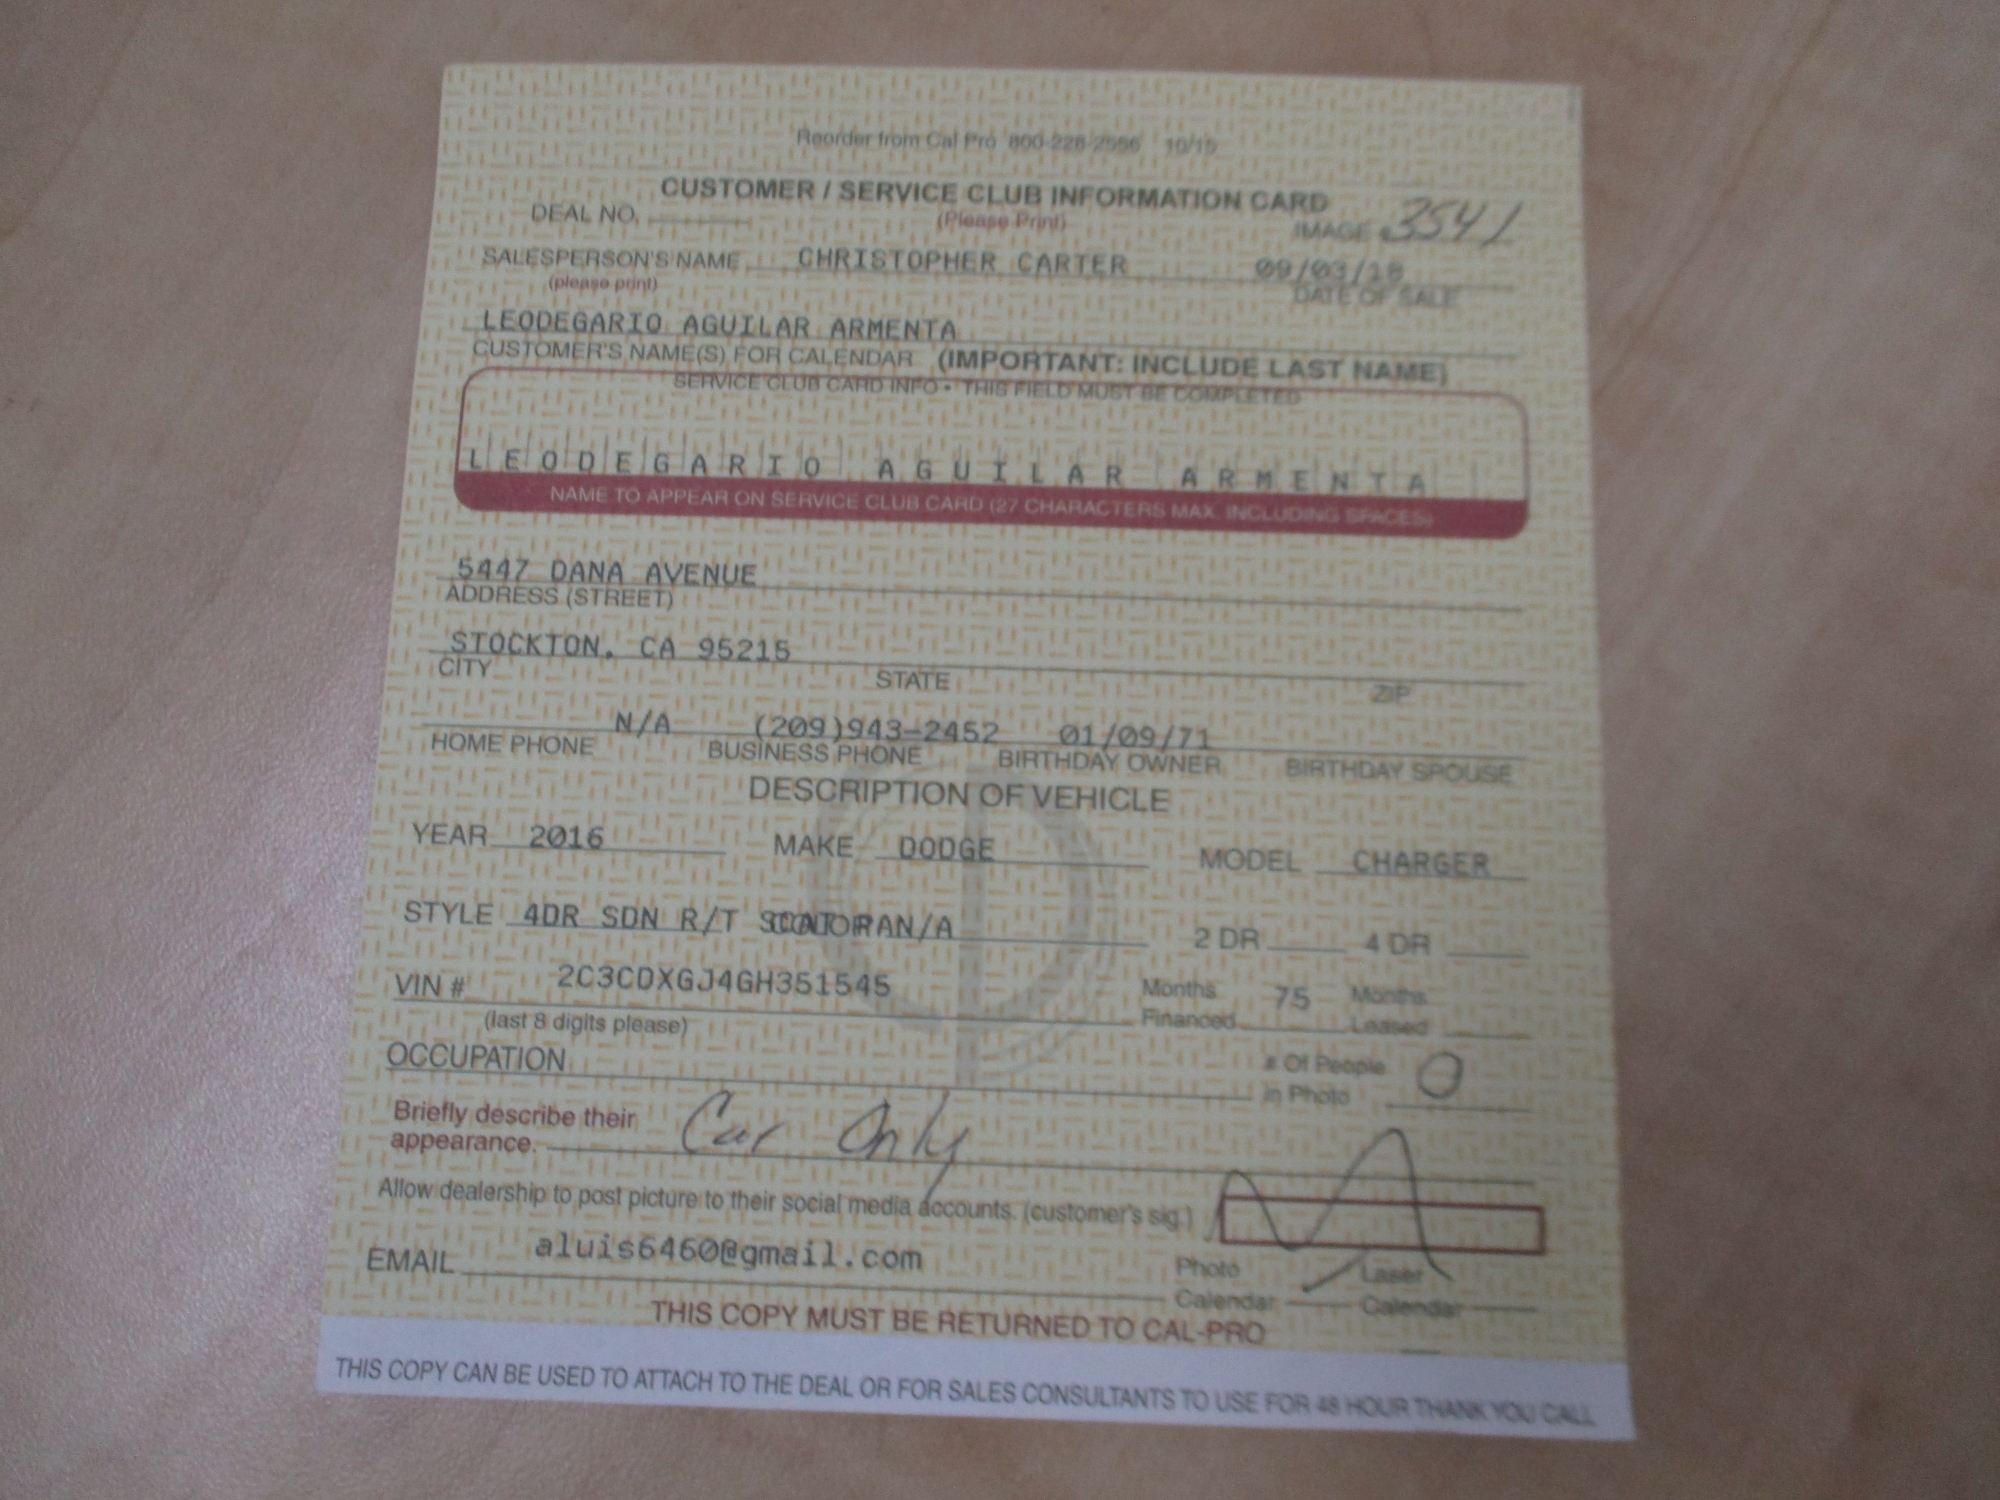 Reorder from Cal Pro 800-226-2556 10/15
CUSTOMER / SERVICE CLUB INFORMATION CARD
DEAL NO. (Please Print) IMAGE 3541
SALESPERSON'S NAME CHRISTOPHER CARTER 09/03/18
(please print) DATE OF SALE
LEODEGARIO AGUILAR ARMENTA
CUSTOMER'S NAME(S) FOR CALENDAR (IMPORTANT: INCLUDE LAST NAME)
SERVICE CLUB CARD INFO • THIS FIELD MUST BE COMPLETED
LEODEGARIO AGUILAR ARMENTA
NAME TO APPEAR ON SERVICE CLUB CARD (27 CHARACTERS MAX. INCLUDING SPACES)
5447 DANA AVENUE
ADDRESS (STREET)
STOCKTON, CA 95215
CITY STATE ZIP
N/A (209)943-2452 01/09/71
HOME PHONE BUSINESS PHONE BIRTHDAY OWNER BIRTHDAY SPOUSE
DESCRIPTION OF VEHICLE
YEAR 2016 MAKE DODGE MODEL CHARGER
STYLE 4DR SDN R/T N/A 2 DR 4 DR
VIN # 2C3CDXGJ4GH351545 Months 75 Months
(last 8 digits please) Financed Leased
OCCUPATION # Of People O
in Photo
Briefly describe their Car Only
appearance.
Allow dealership to post picture to their social media accounts. (customer's sig.)
EMAIL aluis6460@gmail.com Photo Laser
Calendar Calendar
THIS COPY MUST BE RETURNED TO CAL-PRO
THIS COPY CAN BE USED TO ATTACH TO THE DEAL OR FOR SALES CONSULTANTS TO USE FOR 48 HOUR THANK YOU CALL